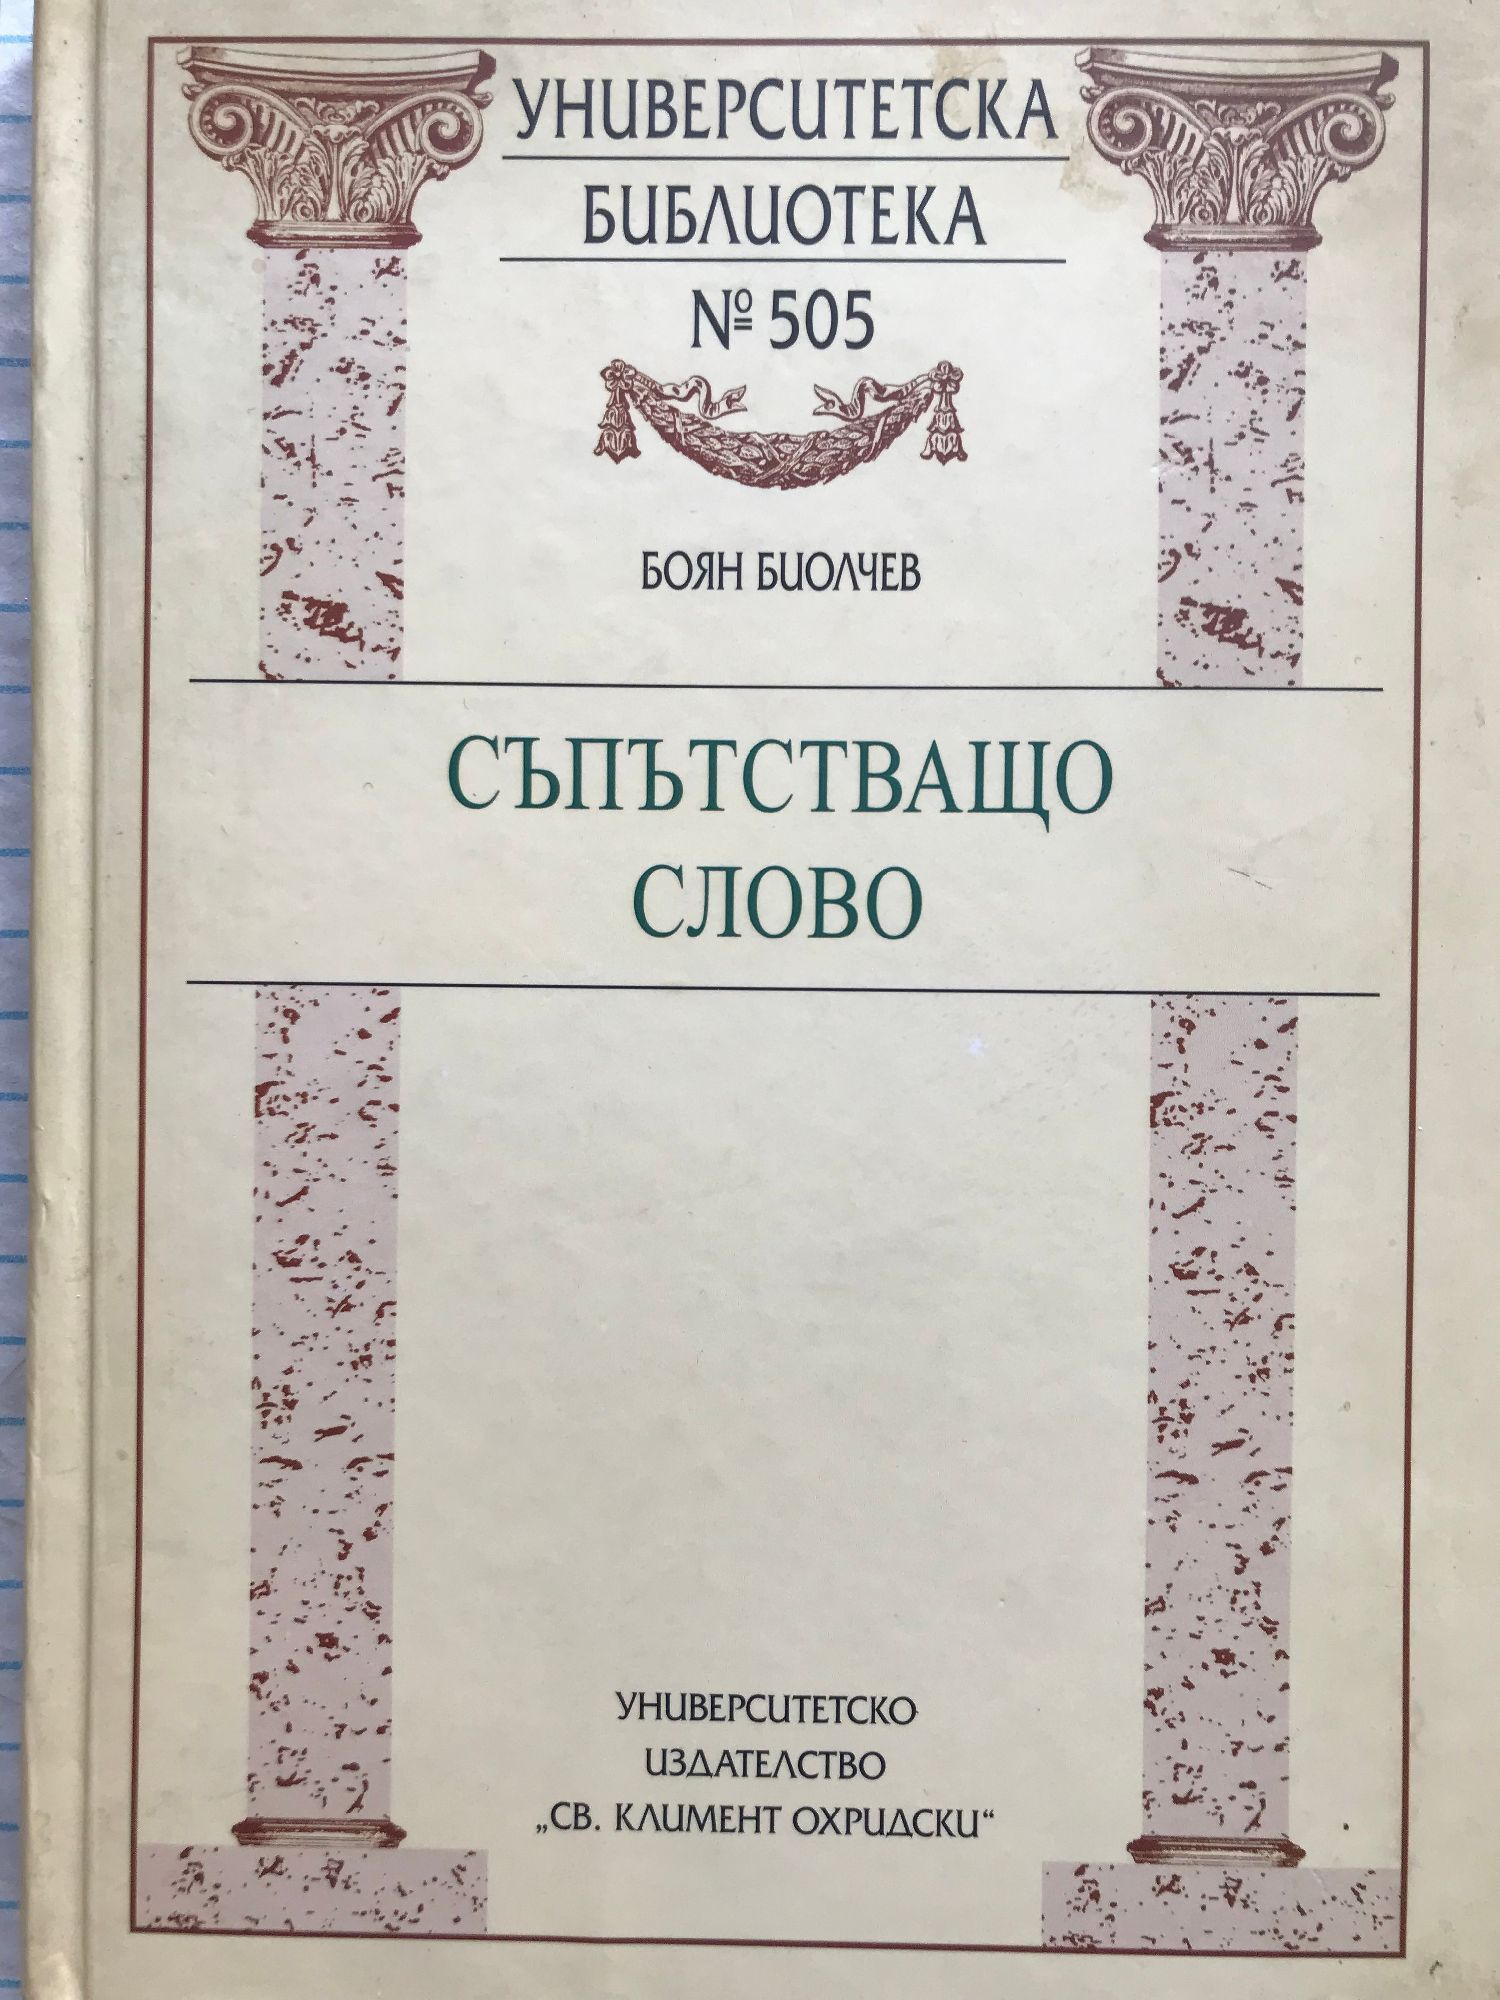 УНИВЕРСИТЕТСКА
БИБЛИОТЕКА
№ 505
БОЯН БИОЛЧЕВ
СЪПЪТСТВАЩО
СЛОВО
УНИВЕРСИТЕТСКО
ИЗДАТЕЛСТВО
„СВ. КЛИМЕНТ ОХРИДСКИ“